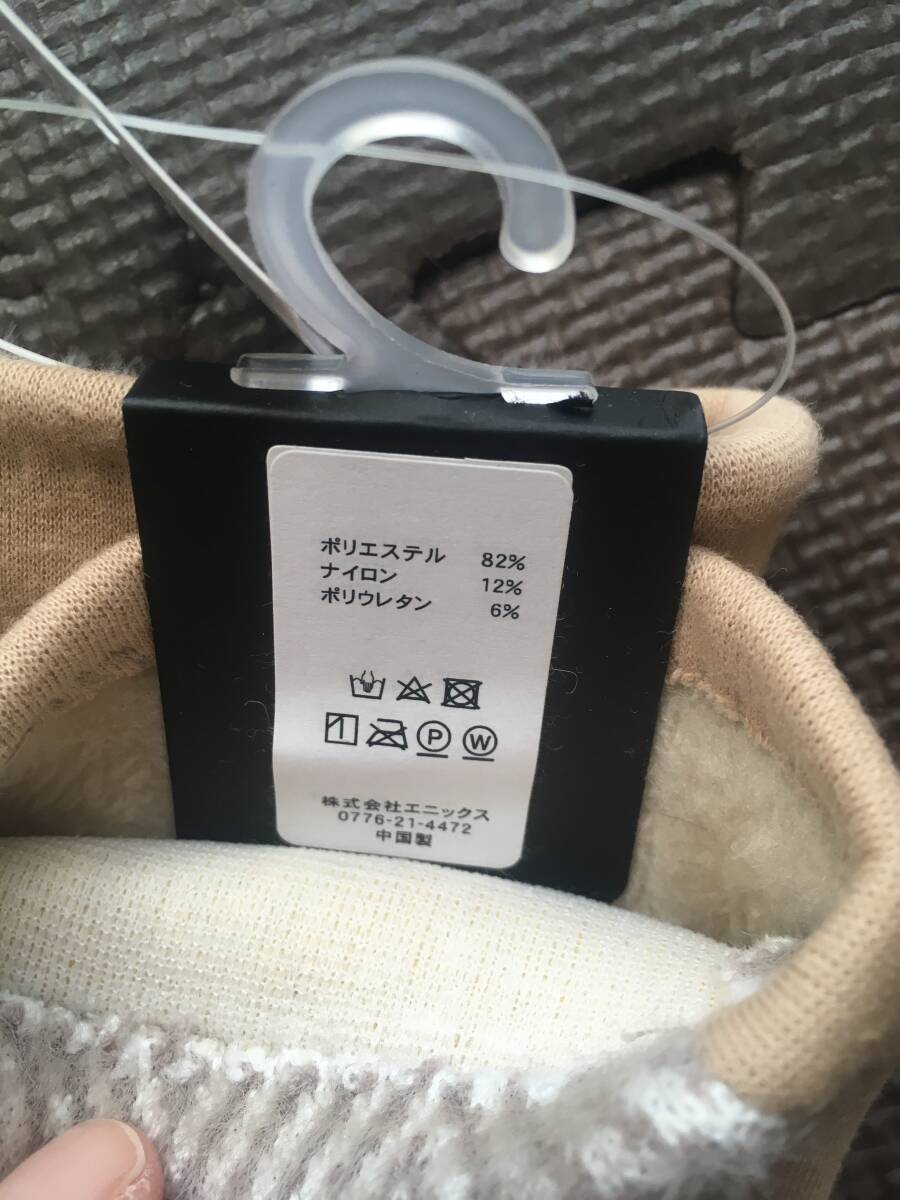 ポリエステル 82%
ナイロン 12%
ポリウレタン 6%
P W
株式会社エニックス
0776-21-4472
中国製